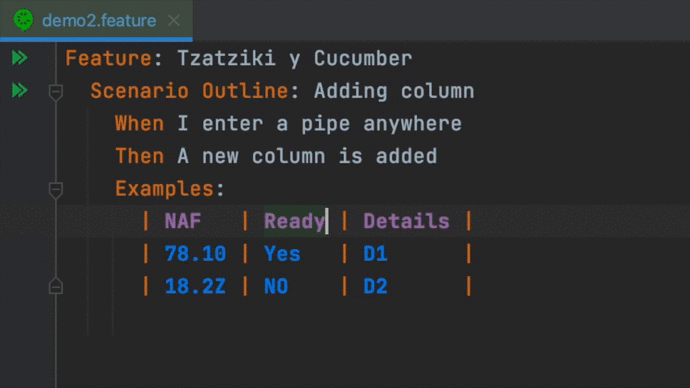 demo2.feature
Feature: Tzatziki y Cucumber
Scenario Outline: Adding column
When I enter a pipe anywhere
Then A new column is added
Examples:
| NAF | Ready | Details |
| 78.10 | Yes | D1 |
| 18.2Z | NO | D2 |